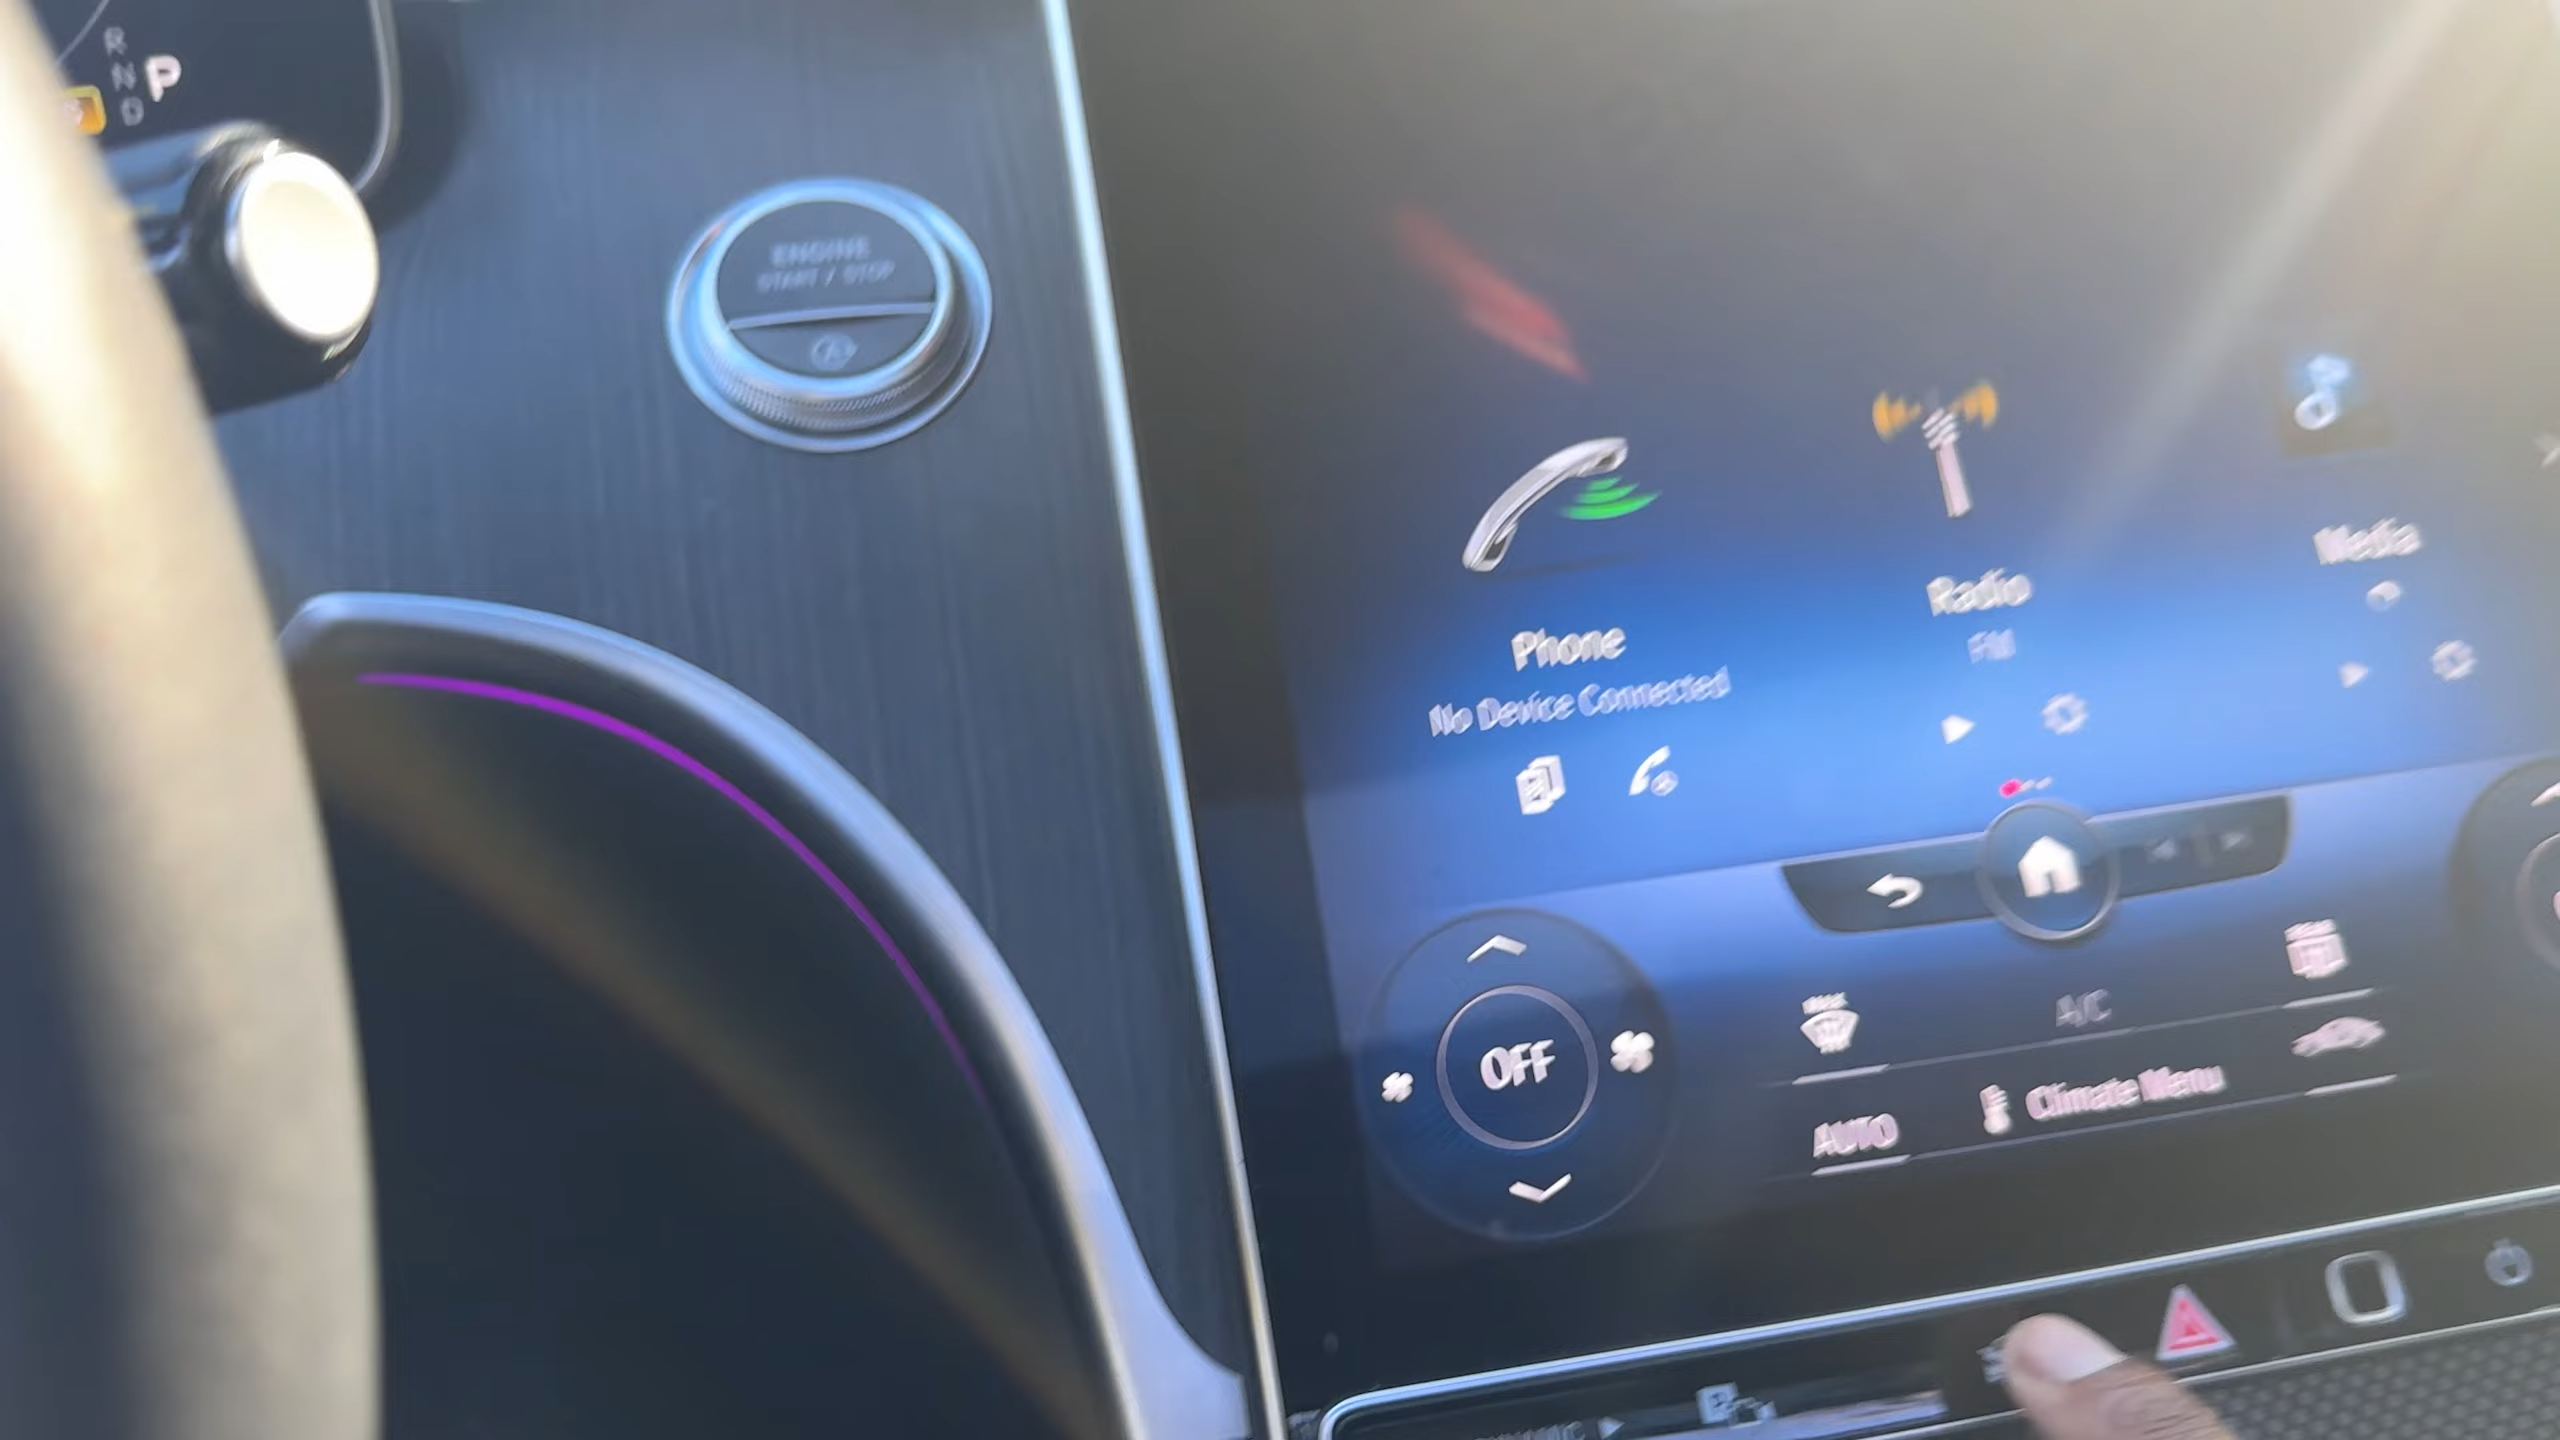 R
N P
D
ENGINE
START / STOP
Media
Radio
FM
Phone
No Device Connected
A/C
OFF
Climate Menu
AUTO